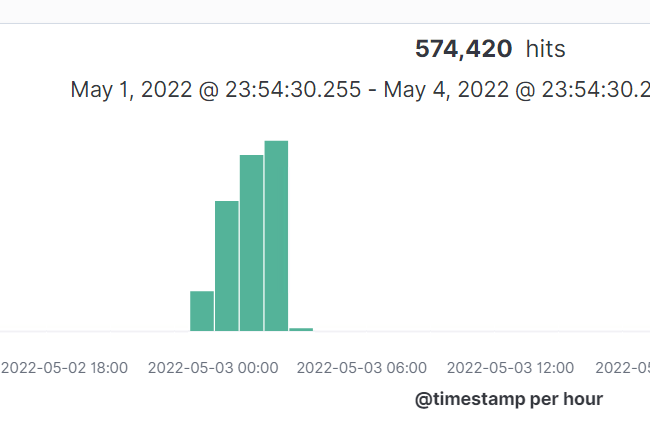 574,420 hits
May 1, 2022 @ 23:54:30.255 - May 4, 2022 @ 23:54:30.2
2022-05-02 18:00 2022-05-03 00:00 2022-05-03 06:00 2022-05-03 12:00 2022-05
@timestamp per hour